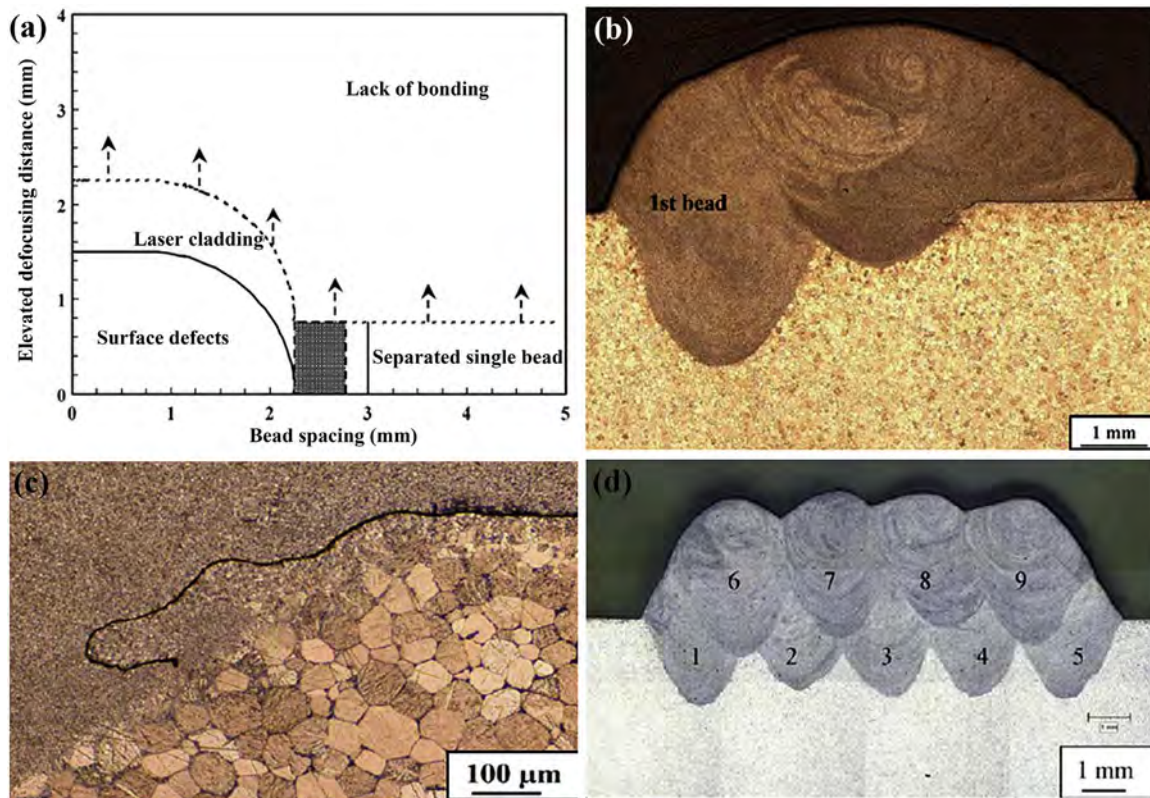 (a)
4
3
2
1
0
Elevated defocusing distance (mm)
Lack of bonding
Laser cladding
Surface defects
Separated single bead
0 1 2 3 4 5
Bead spacing (mm)
(b)
1st bead
1 mm
(c)
100 μm
(d)
6 7 8 9
1 2 3 4 5
1 mm
1 mm